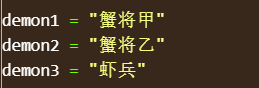 demon1 = "蟹将甲"
demon2 = "蟹将乙"
demon3 = "虾兵"